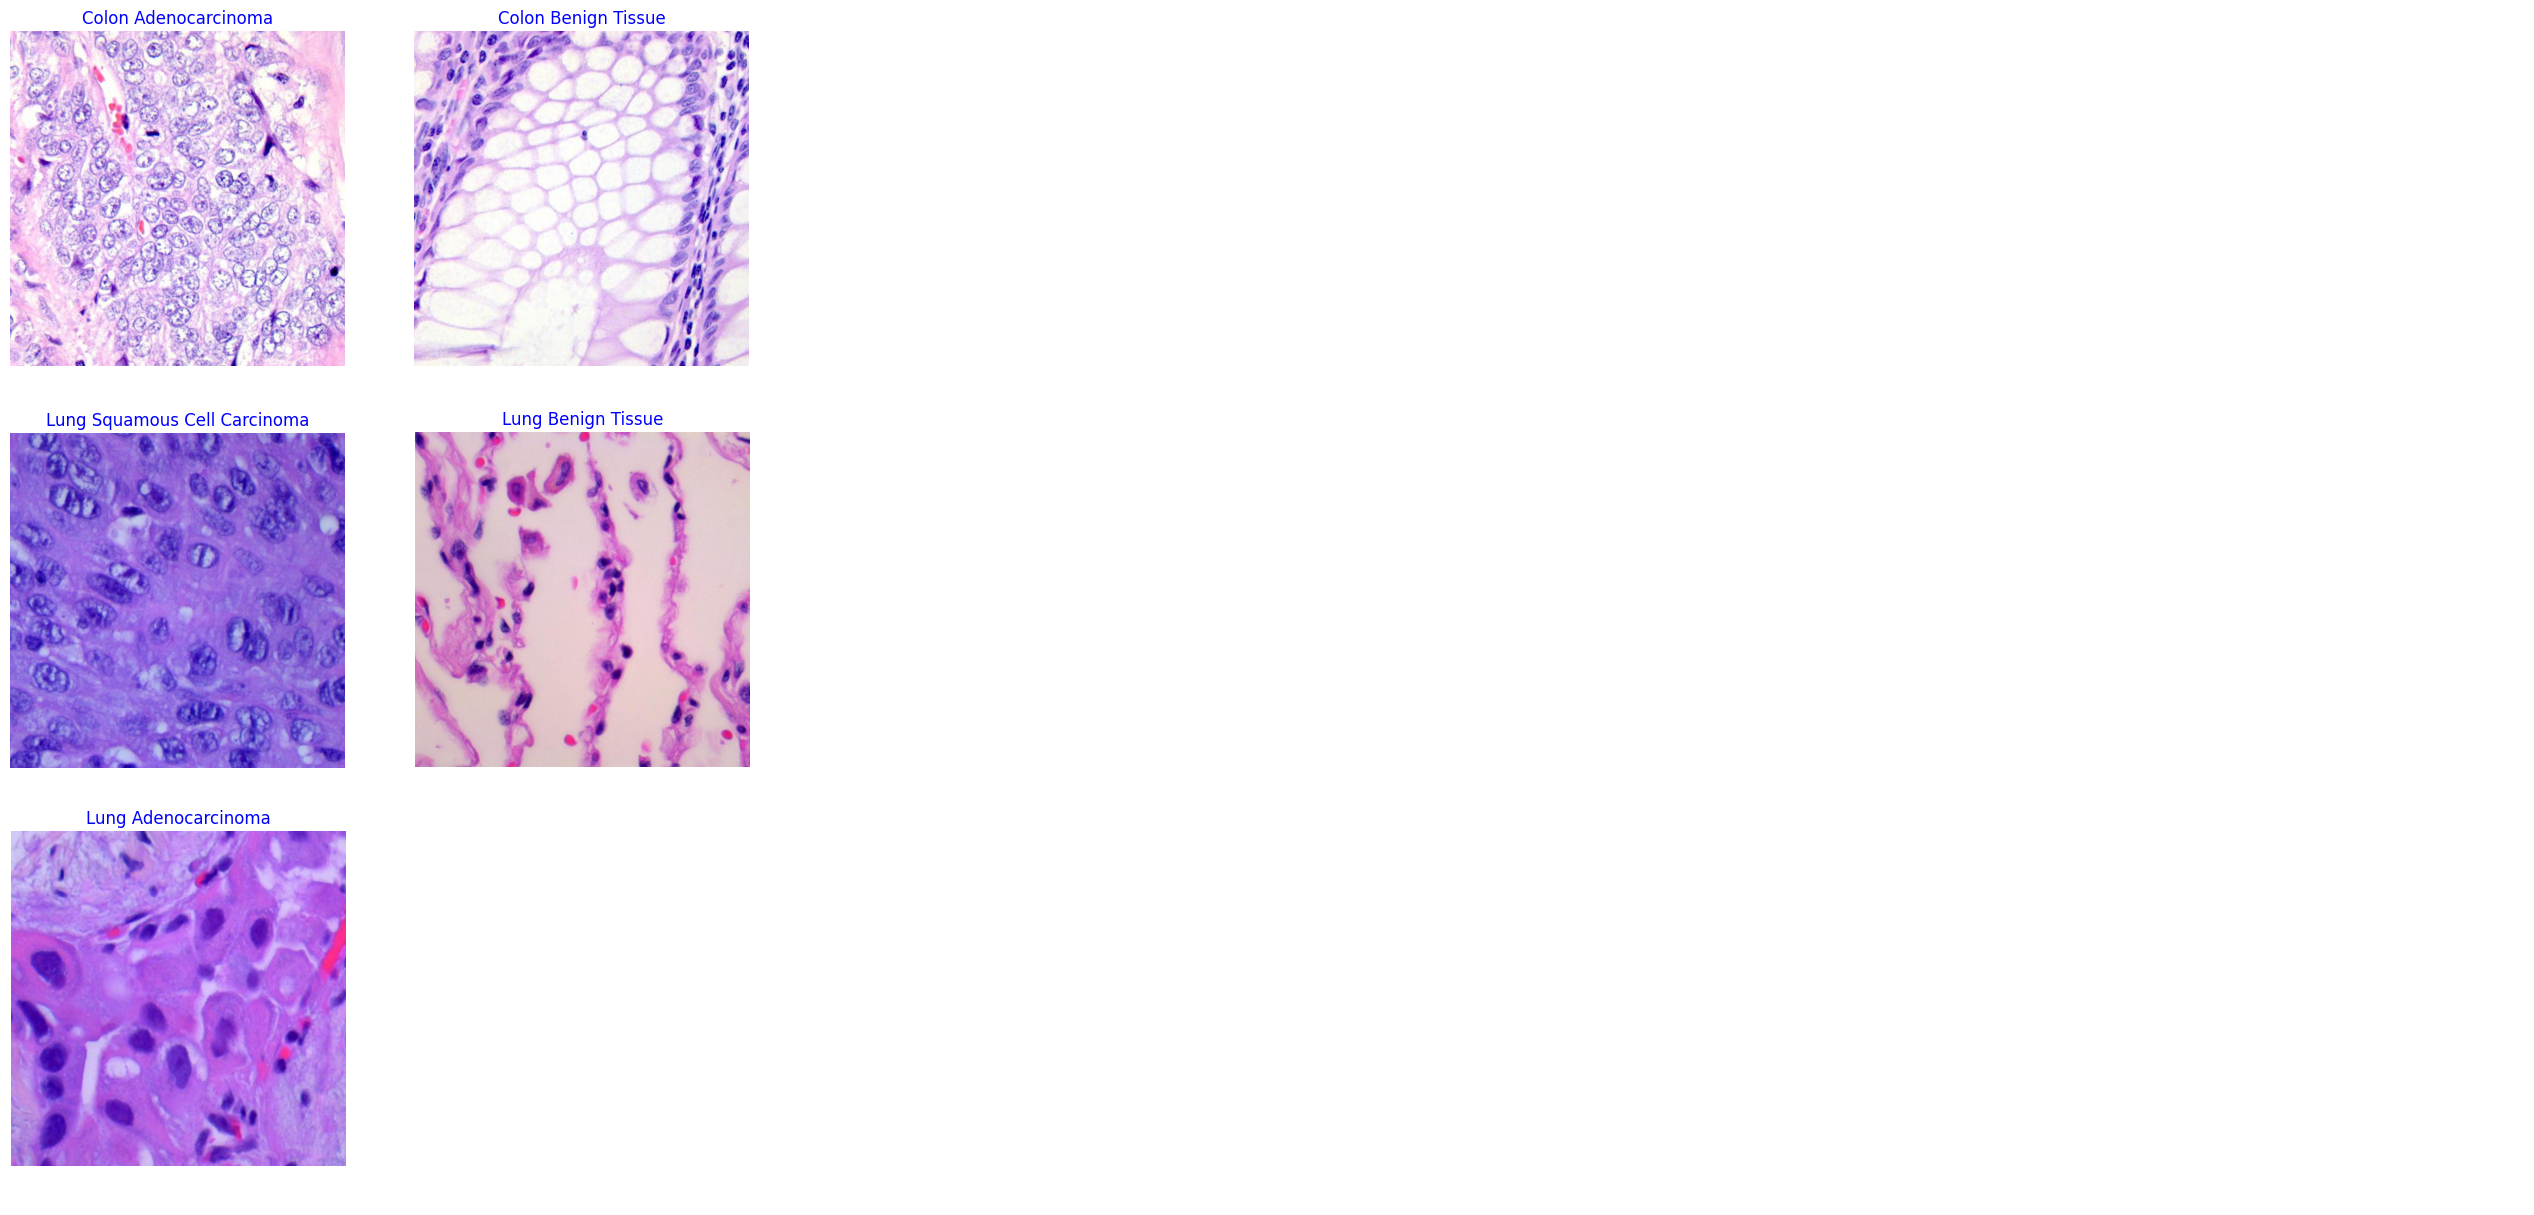 Colon Adenocarcinoma
Colon Benign Tissue
Lung Squamous Cell Carcinoma
Lung Benign Tissue
Lung Adenocarcinoma